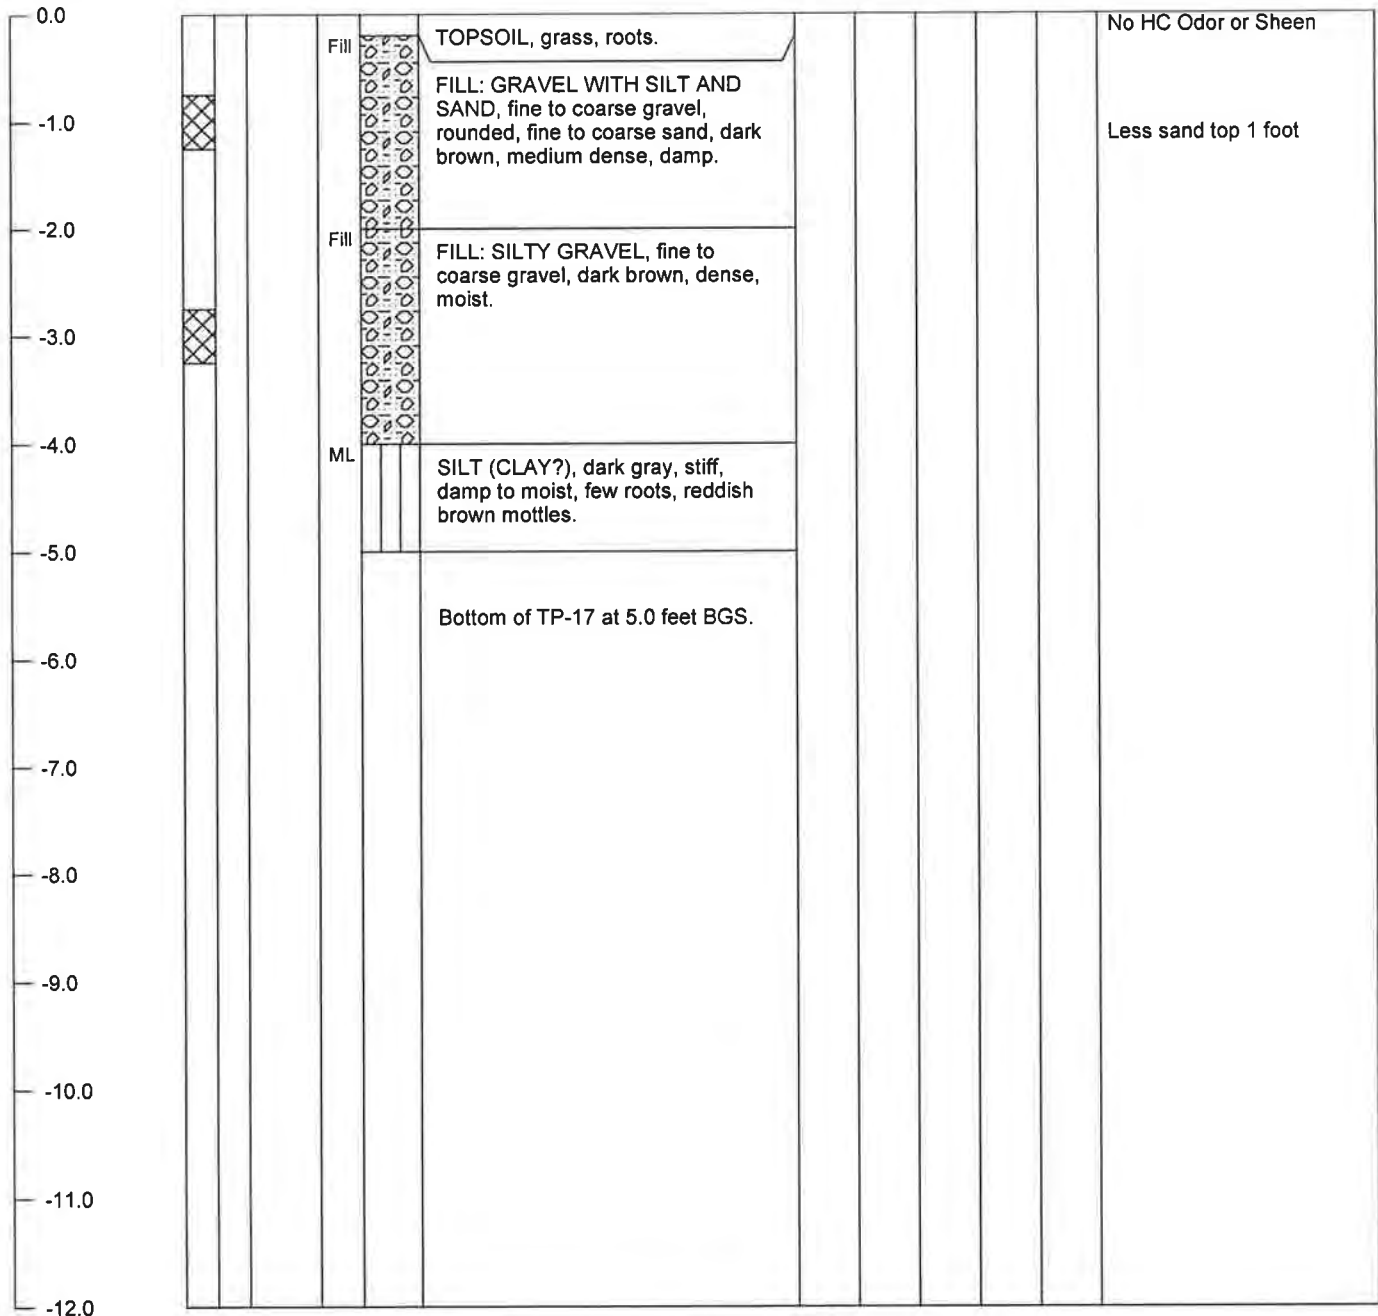 0.0
No HC Odor or Sheen
Fill
TOPSOIL, grass, roots.
FILL: GRAVEL WITH SILT AND
SAND, fine to coarse gravel,
rounded, fine to coarse sand, dark
brown, medium dense, damp.
-1.0
Less sand top 1 foot
-2.0
Fill
FILL: SILTY GRAVEL, fine to
coarse gravel, dark brown, dense,
moist.
-3.0
-4.0
ML
SILT (CLAY?), dark gray, stiff,
damp to moist, few roots, reddish
brown mottles.
-5.0
Bottom of TP-17 at 5.0 feet BGS.
-6.0
-7.0
-8.0
-9.0
-10.0
-11.0
-12.0